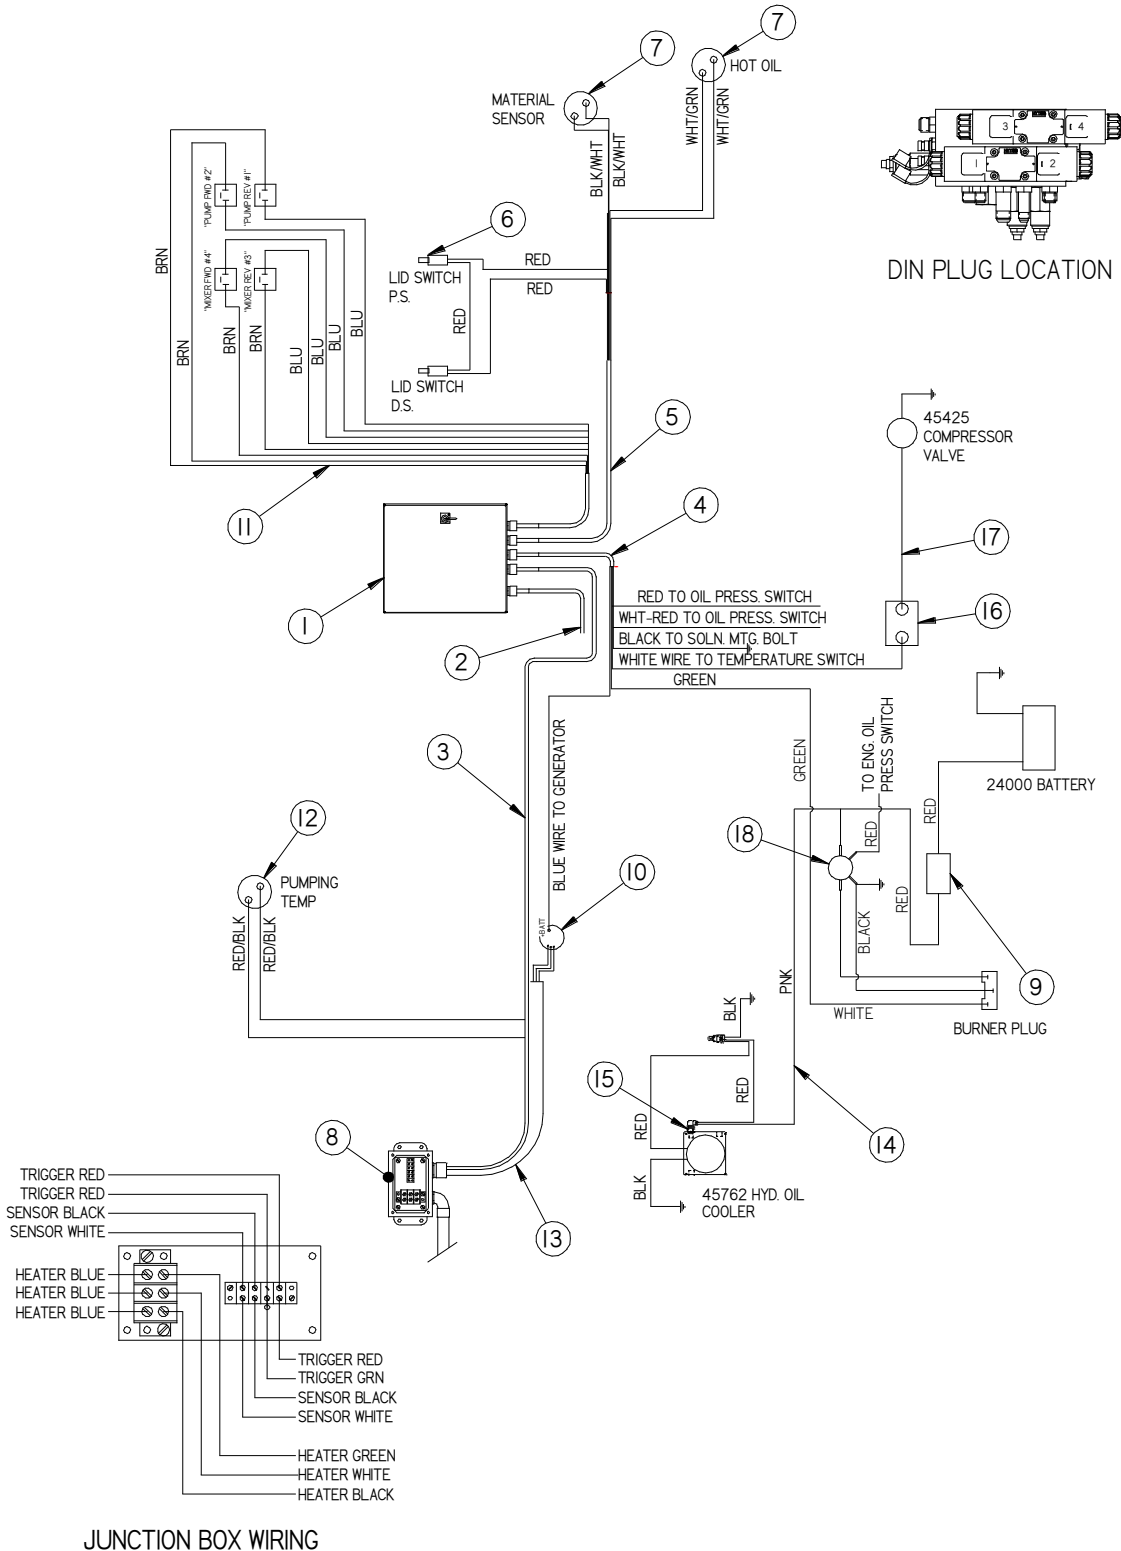 7
7
HOT OIL
MATERIAL
SENSOR
WHT/GRN
WHT/GRN
BLK/WHT
BLK/WHT
3
4
1
2
DIN PLUG LOCATION
"PUMP FWD #2"
"PUMP REV #1"
"MIXER FWD #4"
"MIXER REV #3"
BRN
BRN
BRN
BRN
BLU
BLU
BLU
BLU
6
LID SWITCH
P.S.
RED
RED
RED
LID SWITCH
D.S.
5
45425
COMPRESSOR
VALVE
11
4
17
1
2
16
RED TO OIL PRESS. SWITCH
WHT-RED TO OIL PRESS. SWITCH
BLACK TO SOLN. MTG. BOLT
WHITE WIRE TO TEMPERATURE SWITCH
GREEN
3
BLUE WIRE TO GENERATOR
GREEN
TO ENG. OIL
PRESS SWITCH
24000 BATTERY
RED
RED
18
12
PUMPING
TEMP
RED/BLK
RED/BLK
10
+BATT
RED
BLACK
9
PNK
WHITE
BURNER PLUG
BLK
RED
15
RED
BLK
14
45762 HYD. OIL
COOLER
8
13
TRIGGER RED
TRIGGER RED
SENSOR BLACK
SENSOR WHITE
HEATER BLUE
HEATER BLUE
HEATER BLUE
TRIGGER RED
TRIGGER GRN
SENSOR BLACK
SENSOR WHITE
HEATER GREEN
HEATER WHITE
HEATER BLACK
JUNCTION BOX WIRING